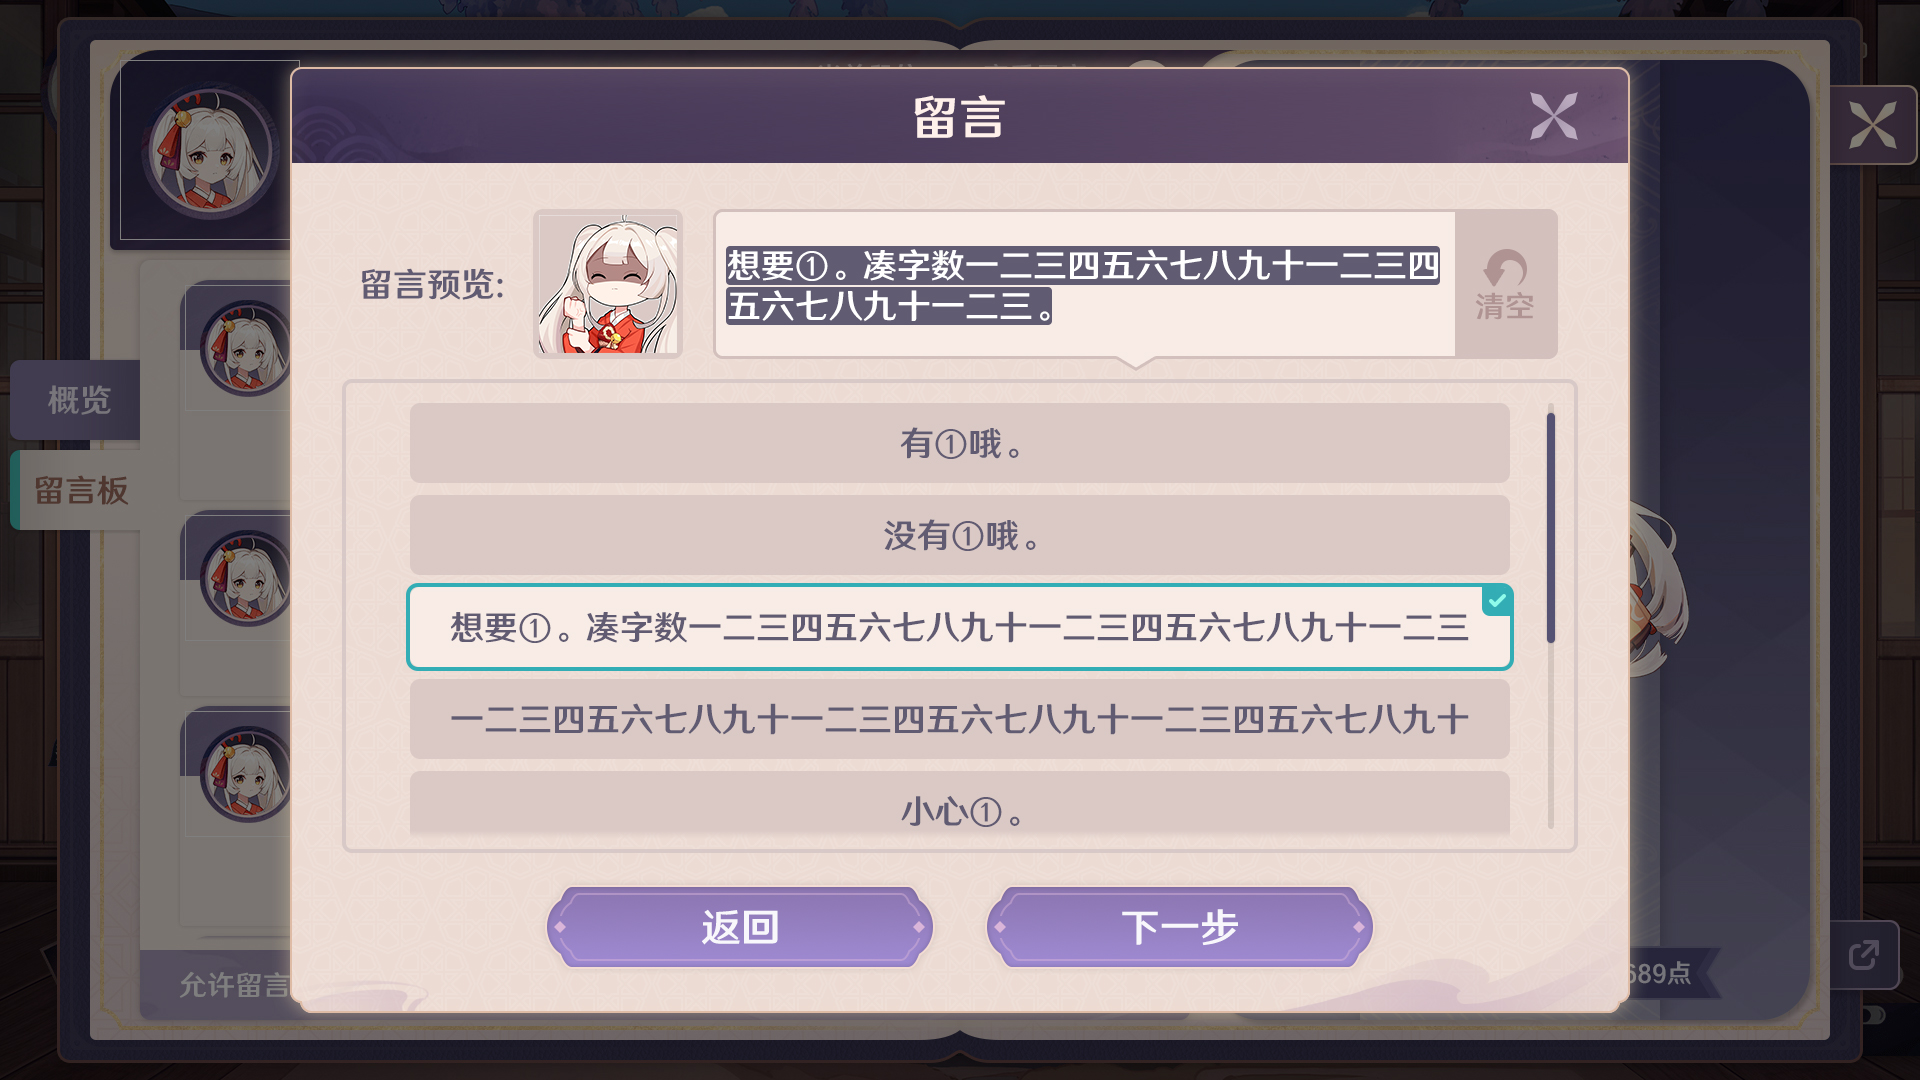 留言
留言预览:
想要①。凑字数一二三四五六七八九十一二三四
五六七八九十一二三。
清空
概览
留言板
有①哦。
没有①哦。
想要①。凑字数一二三四五六七八九十一二三四五六七八九十一二三
一二三四五六七八九十一二三四五六七八九十一二三四五六七八九十
小心①。
返回
下一步
允许留言
689点